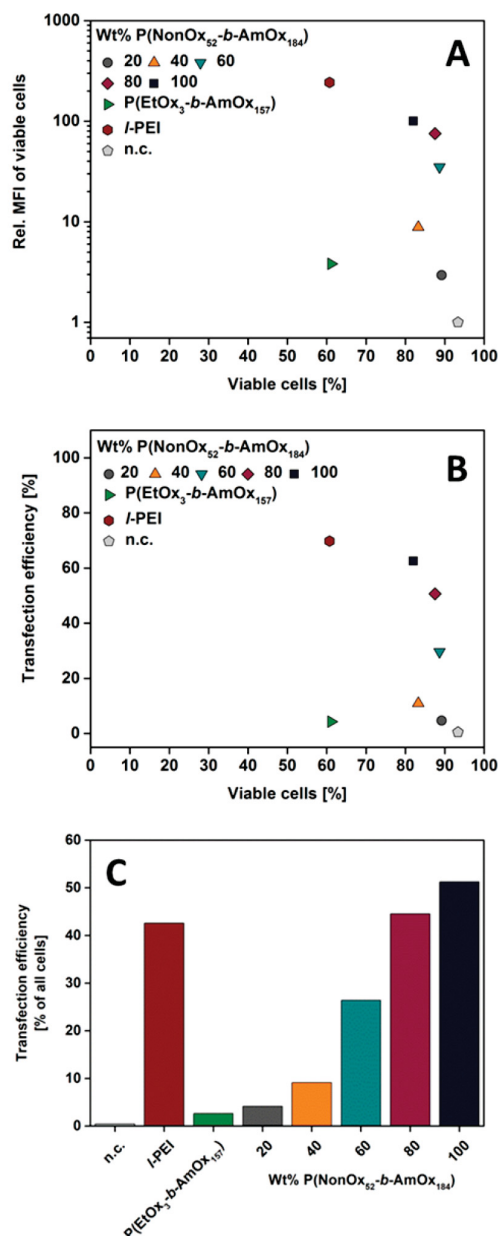 A
Wt% P(NonOx₅₂-b-AmOx₁₈₄)
20 40 60
80 100
P(EtOx₃-b-AmOx₁₅₇)
l-PEI
n.c.
Rel. MFI of viable cells
1000
100
10
1
0 10 20 30 40 50 60 70 80 90 100
Viable cells [%]
B
Wt% P(NonOx₅₂-b-AmOx₁₈₄)
20 40 60 80 100
P(EtOx₃-b-AmOx₁₅₇)
l-PEI
n.c.
Transfection efficiency [%]
100
80
60
40
20
0
0 10 20 30 40 50 60 70 80 90 100
Viable cells [%]
C
Transfection efficiency
[% of all cells]
60
50
40
30
20
10
0
n.c. l-PEI P(EtOx₃-b-AmOx₁₅₇) 20 40 60 80 100
Wt% P(NonOx₅₂-b-AmOx₁₈₄)